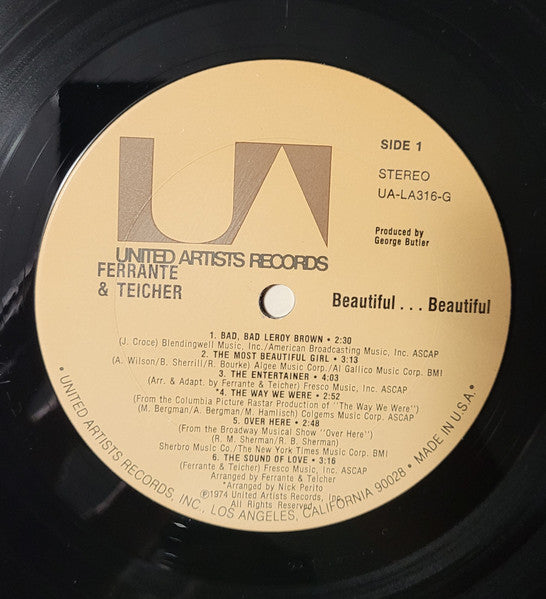 UA
SIDE 1
STEREO
UA-LA316-G
Produced by
George Butler
UNITED ARTISTS RECORDS
FERRANTE
& TEICHER
Beautiful . . . Beautiful
1. BAD, BAD LEROY BROWN • 2:30
(J. Croce) Blendingwell Music, Inc./American Broadcasting Music, Inc. ASCAP
2. THE MOST BEAUTIFUL GIRL • 3:13
(A. Wilson/B. Sherrill/R. Bourke) Algee Music Corp./Al Gallico Music Corp. BMI
3. THE ENTERTAINER • 4:03
(Arr. & Adapt. by Ferrante & Teicher) Fresco Music, Inc. ASCAP
*4. THE WAY WE WERE • 2:52
(From the Columbia Picture Rastar Production of "The Way We Were")
(M. Bergman/A. Bergman/M. Hamlisch) Colgems Music Corp. ASCAP
5. OVER HERE • 2:48
(From the Broadway Musical Show "Over Here")
(R. M. Sherman/R. B. Sherman)
Sherbro Music Co./The New York Times Music Corp. BMI
6. THE SOUND OF LOVE • 3:16
(Ferrante & Teicher) Fresco Music, Inc. ASCAP
Arranged by Ferrante & Teicher
*Arranged by Nick Perito
℗1974 United Artists Records, Inc.
All Rights Reserved
• UNITED ARTISTS RECORDS, INC., LOS ANGELES, CALIFORNIA 90028 • MADE IN U.S.A. •